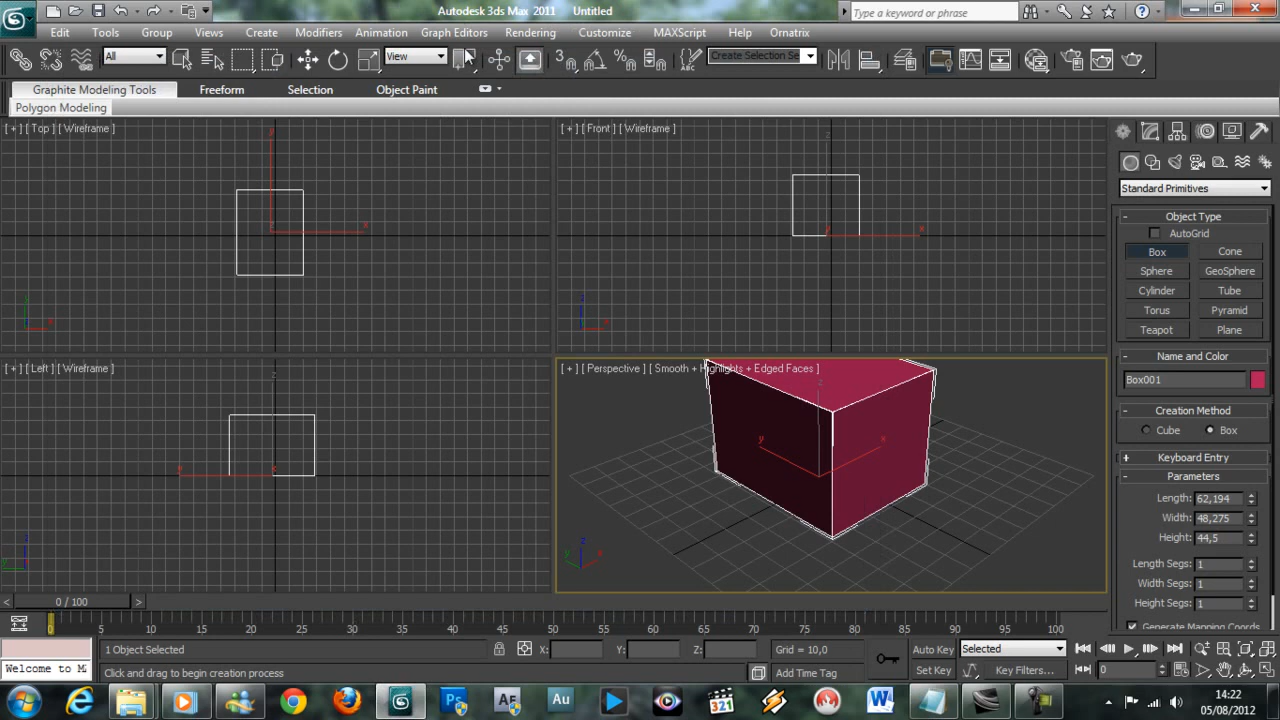 Autodesk 3ds Max 2011 Untitled
Type a keyword or phrase
Edit Tools Group Views Create Modifiers Animation Graph Editors Rendering Customize MAXScript Help Ornatrix
All
View
3
Create Selection Se
Graphite Modeling Tools Freeform Selection Object Paint
Polygon Modeling
[ + ] [ Top ] [ Wireframe ]
[ + ] [ Front ] [ Wireframe ]
Standard Primitives
Object Type
AutoGrid
Box Cone
Sphere GeoSphere
Cylinder Tube
Torus Pyramid
Teapot Plane
[ + ] [ Left ] [ Wireframe ]
[ + ] [ Perspective ] [ Smooth + Highlights + Edged Faces ]
Name and Color
Box001
Creation Method
Cube Box
Keyboard Entry
Parameters
Length: 62,194
Width: 48,275
Height: 44,5
Length Segs: 1
Width Segs: 1
Height Segs: 1
Generate Mapping Coords.
0 / 100
0 5 10 15 20 25 30 35 40 45 50 55 60 65 70 75 80 85 90 95 100
1 Object Selected
X: Y: Z: Grid = 10,0
Auto Key Selected
Welcome to M
Click and drag to begin creation process
Add Time Tag
Set Key Key Filters...
0
14:22
05/08/2012